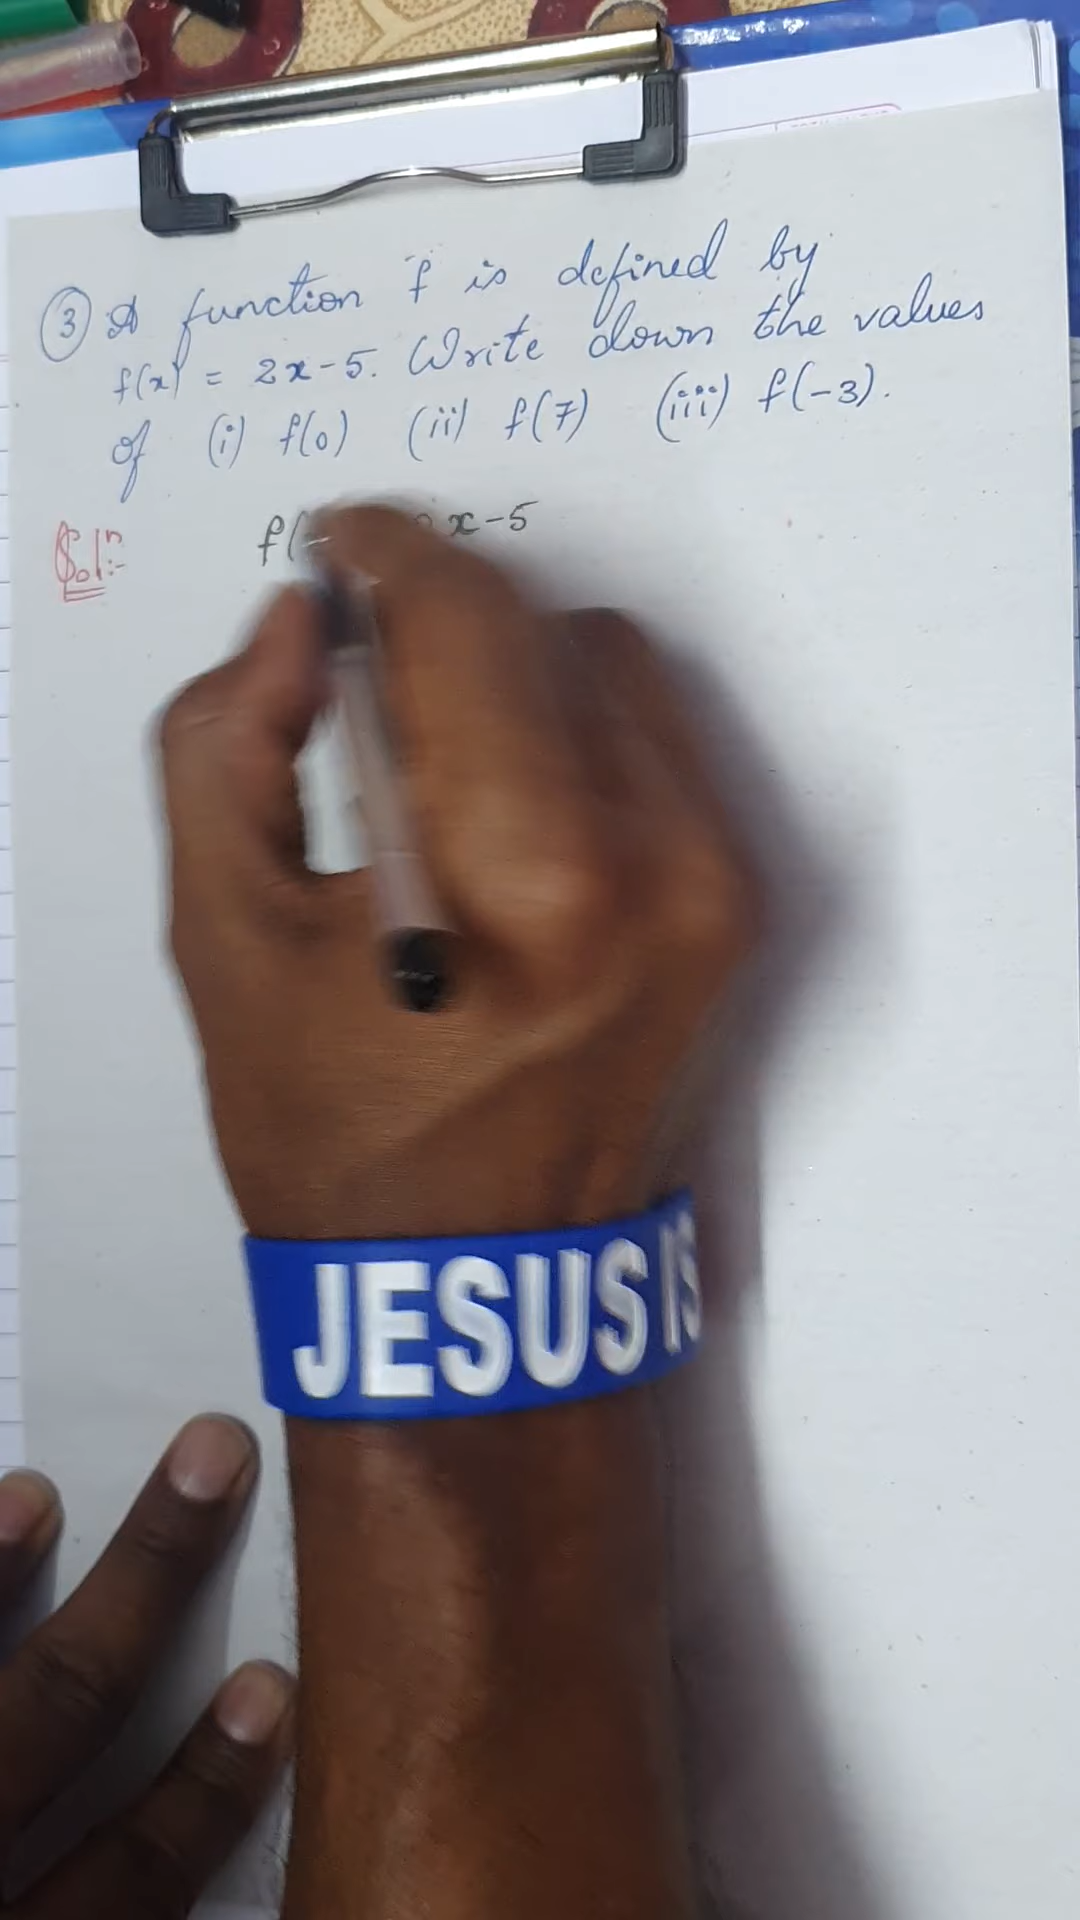 ③ A function f is defined by
f(x) = 2x-5. Write down the values
of (i) f(0) (ii) f(7) (iii) f(-3).
Solⁿ:-
f( x-5
JESUS IS